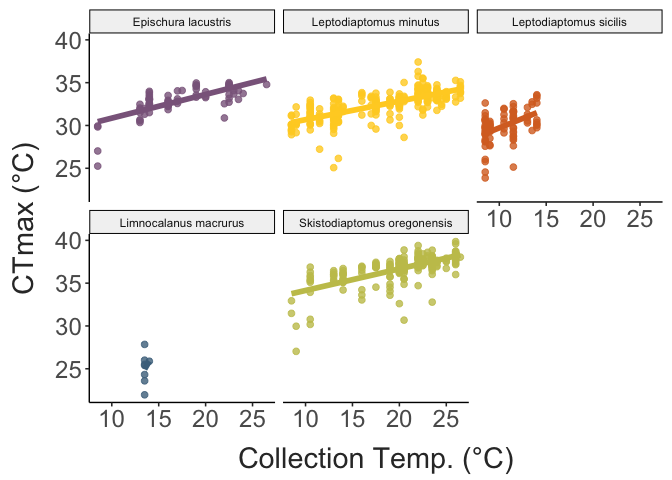 Epischura lacustris Leptodiaptomus minutus Leptodiaptomus sicilis
40
35
30
25
10 15 20 25
Limnocalanus macrurus Skistodiaptomus oregonensis
40
35
30
25
10 15 20 25 10 15 20 25
CTmax (°C)
Collection Temp. (°C)